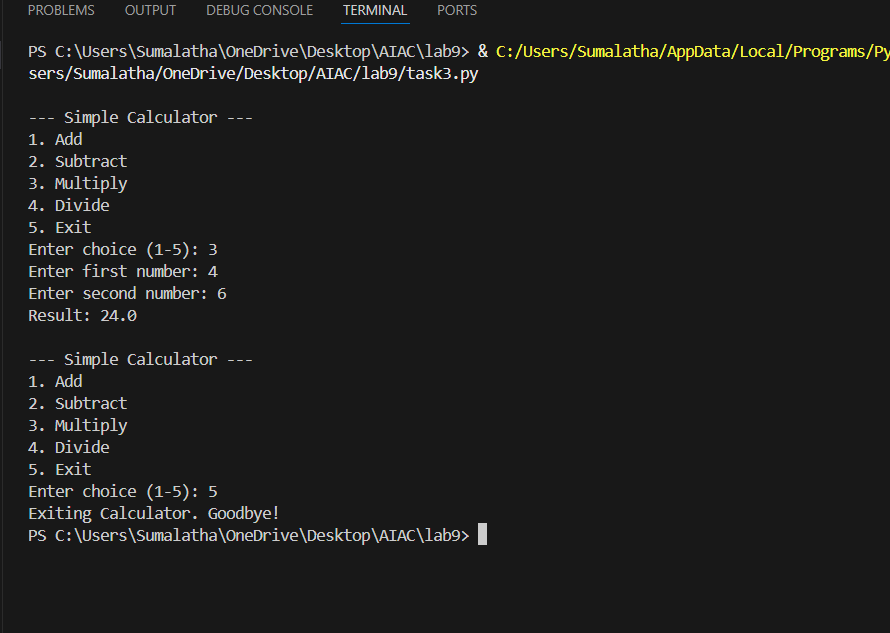 PROBLEMS OUTPUT DEBUG CONSOLE TERMINAL PORTS
PS C:\Users\Sumalatha\OneDrive\Desktop\AIAC\lab9> & C:/Users/Sumalatha/AppData/Local/Programs/Py
sers/Sumalatha/OneDrive/Desktop/AIAC/lab9/task3.py
--- Simple Calculator ---
1. Add
2. Subtract
3. Multiply
4. Divide
5. Exit
Enter choice (1-5): 3
Enter first number: 4
Enter second number: 6
Result: 24.0
--- Simple Calculator ---
1. Add
2. Subtract
3. Multiply
4. Divide
5. Exit
Enter choice (1-5): 5
Exiting Calculator. Goodbye!
PS C:\Users\Sumalatha\OneDrive\Desktop\AIAC\lab9>